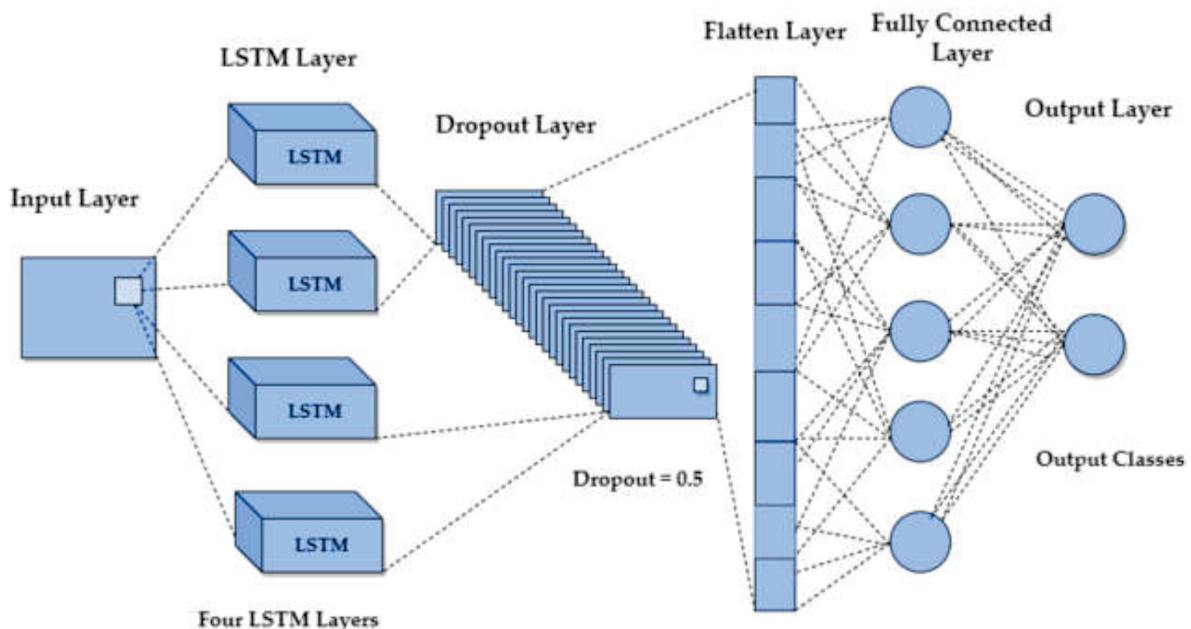 Input Layer
LSTM Layer
LSTM
LSTM
LSTM
LSTM
Four LSTM Layers
Dropout Layer
Dropout = 0.5
Flatten Layer
Fully Connected
Layer
Output Layer
Output Classes